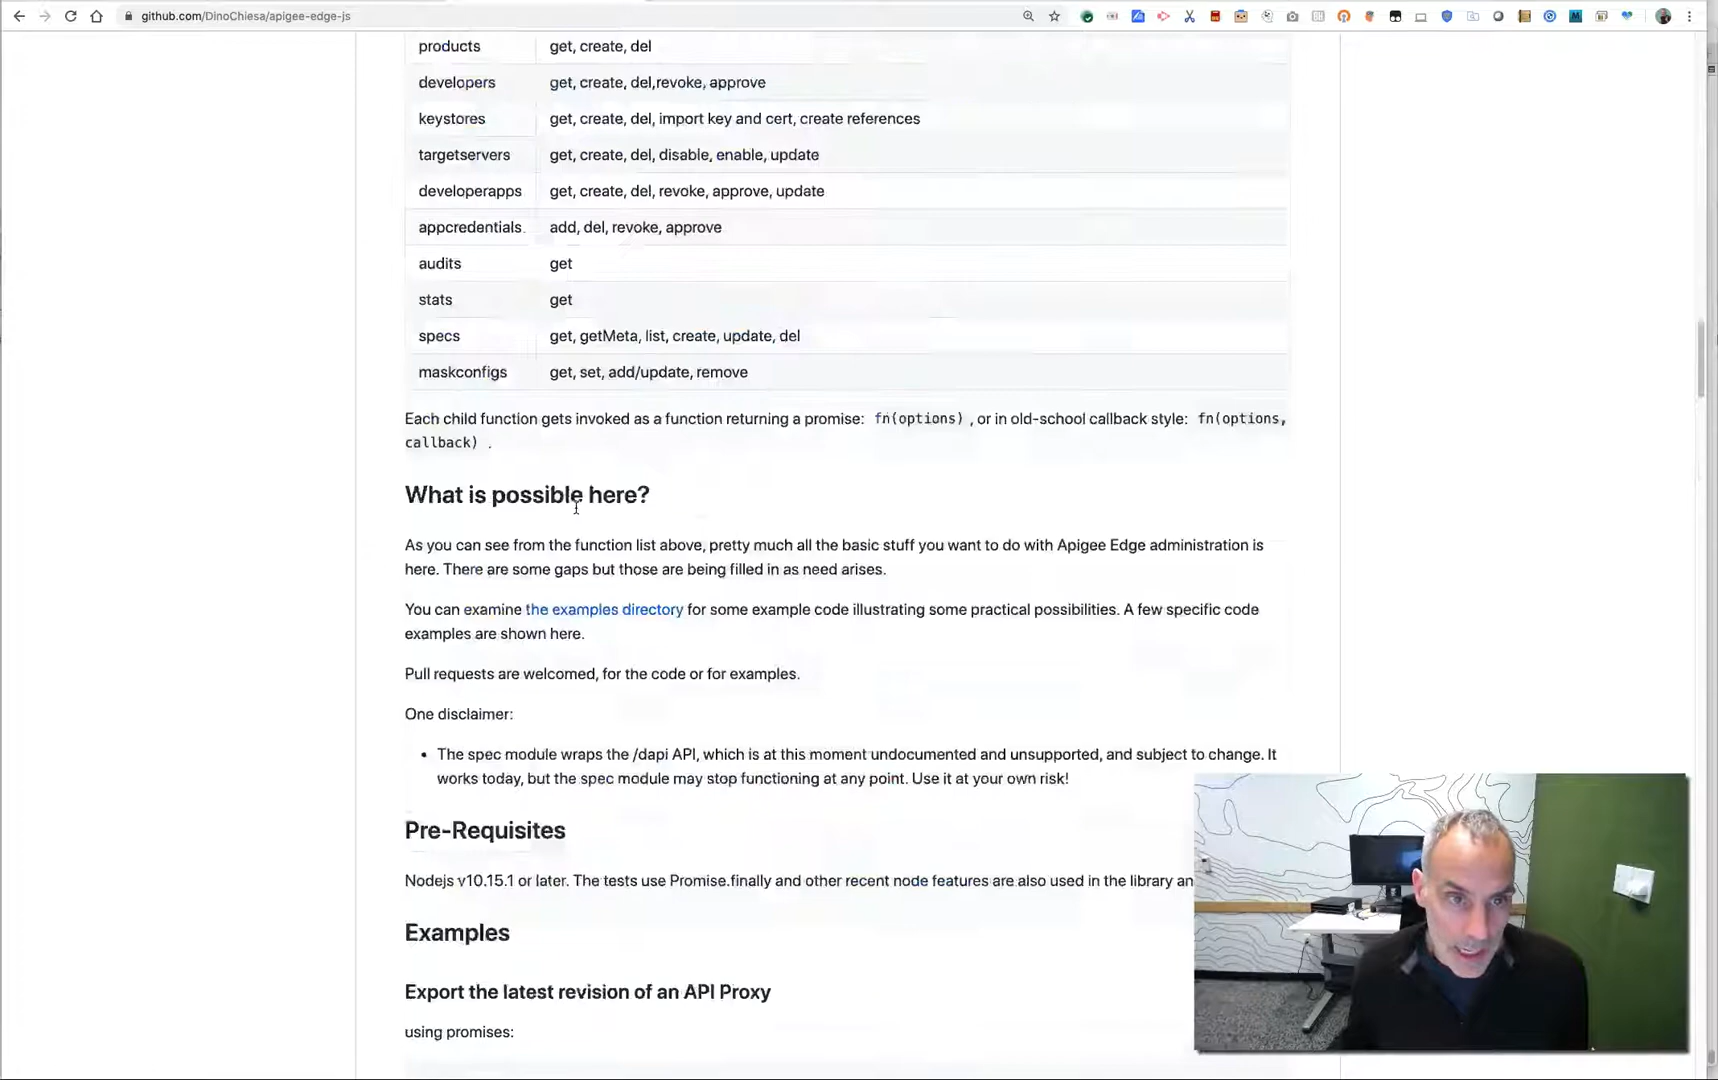 github.com/DinoChiesa/apigee-edge-js
products get, create, del
developers get, create, del,revoke, approve
keystores get, create, del, import key and cert, create references
targetservers get, create, del, disable, enable, update
developerapps get, create, del, revoke, approve, update
appcredentials add, del, revoke, approve
audits get
stats get
specs get, getMeta, list, create, update, del
maskconfigs get, set, add/update, remove
Each child function gets invoked as a function returning a promise: fn(options) , or in old-school callback style: fn(options,
callback) .
What is possible here?
As you can see from the function list above, pretty much all the basic stuff you want to do with Apigee Edge administration is
here. There are some gaps but those are being filled in as need arises.
You can examine the examples directory for some example code illustrating some practical possibilities. A few specific code
examples are shown here.
Pull requests are welcomed, for the code or for examples.
One disclaimer:
• The spec module wraps the /dapi API, which is at this moment undocumented and unsupported, and subject to change. It
works today, but the spec module may stop functioning at any point. Use it at your own risk!
Pre-Requisites
Nodejs v10.15.1 or later. The tests use Promise.finally and other recent node features are also used in the library an
Examples
Export the latest revision of an API Proxy
using promises: